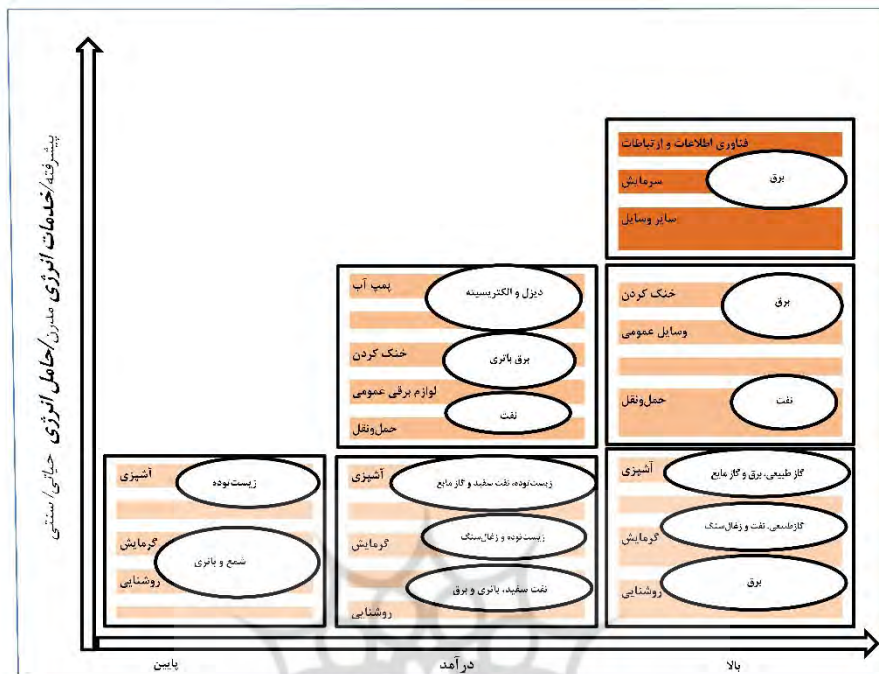 پیشرفته/خدمات انرژی مدرن/حامل انرژی حیاتی/سنتی
فناوری اطلاعات و ارتباطات
برق
سرمایش
سایر وسایل
پمپ آب
دیزل و الکتریسیته
خنک کردن
برق باتری
لوازم برقی عمومی
نفت
حمل‌ونقل
خنک کردن
برق
وسایل عمومی
نفت
حمل‌ونقل
آشپزی
زیست‌توده
گرمایش
شمع و باتری
روشنایی
آشپزی
زیست‌توده، نفت سفید و گاز مایع
گرمایش
زیست‌توده و زغال‌سنگ
نفت سفید، باتری و برق
روشنایی
آشپزی
گاز طبیعی، برق و گاز مایع
گازطبیعی، نفت و زغال‌سنگ
گرمایش
روشنایی
برق
پایین
درآمد
بالا